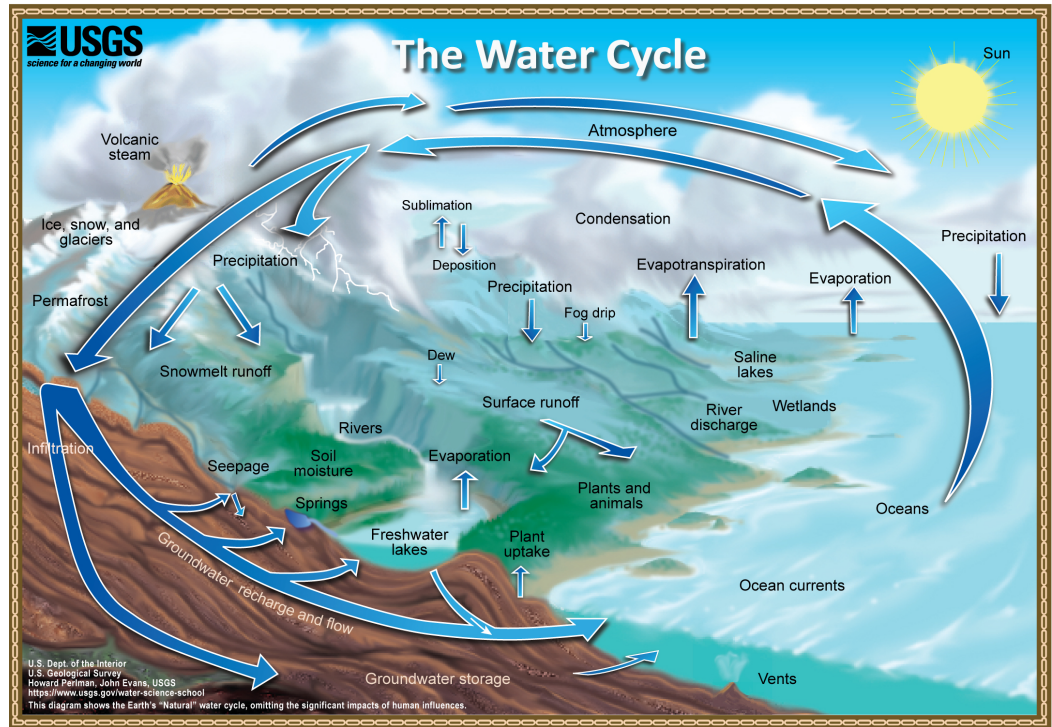 USGS
science for a changing world
The Water Cycle
Sun
Volcanic
steam
Atmosphere
Ice, snow, and
glaciers
Sublimation
Condensation
Precipitation
Precipitation
Deposition
Evapotranspiration
Evaporation
Permafrost
Precipitation
Fog drip
Snowmelt runoff
Dew
Saline
lakes
Surface runoff
River
discharge
Wetlands
Rivers
Infiltration
Seepage
Soil
moisture
Evaporation
Plants and
animals
Springs
Oceans
Freshwater
lakes
Plant
uptake
Groundwater recharge and flow
Ocean currents
Groundwater storage
Vents
U.S. Dept. of the Interior
U.S. Geological Survey
Howard Perlman, John Evans, USGS
https://www.usgs.gov/water-science-school
This diagram shows the Earth's “Natural” water cycle, omitting the significant impacts of human influences.